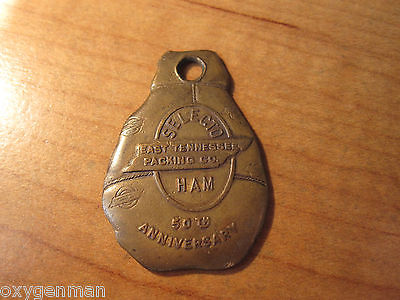 SELECTO
EAST TENNESSEE
PACKING CO.
HAM
50TH
ANNIVERSARY
oxygenman